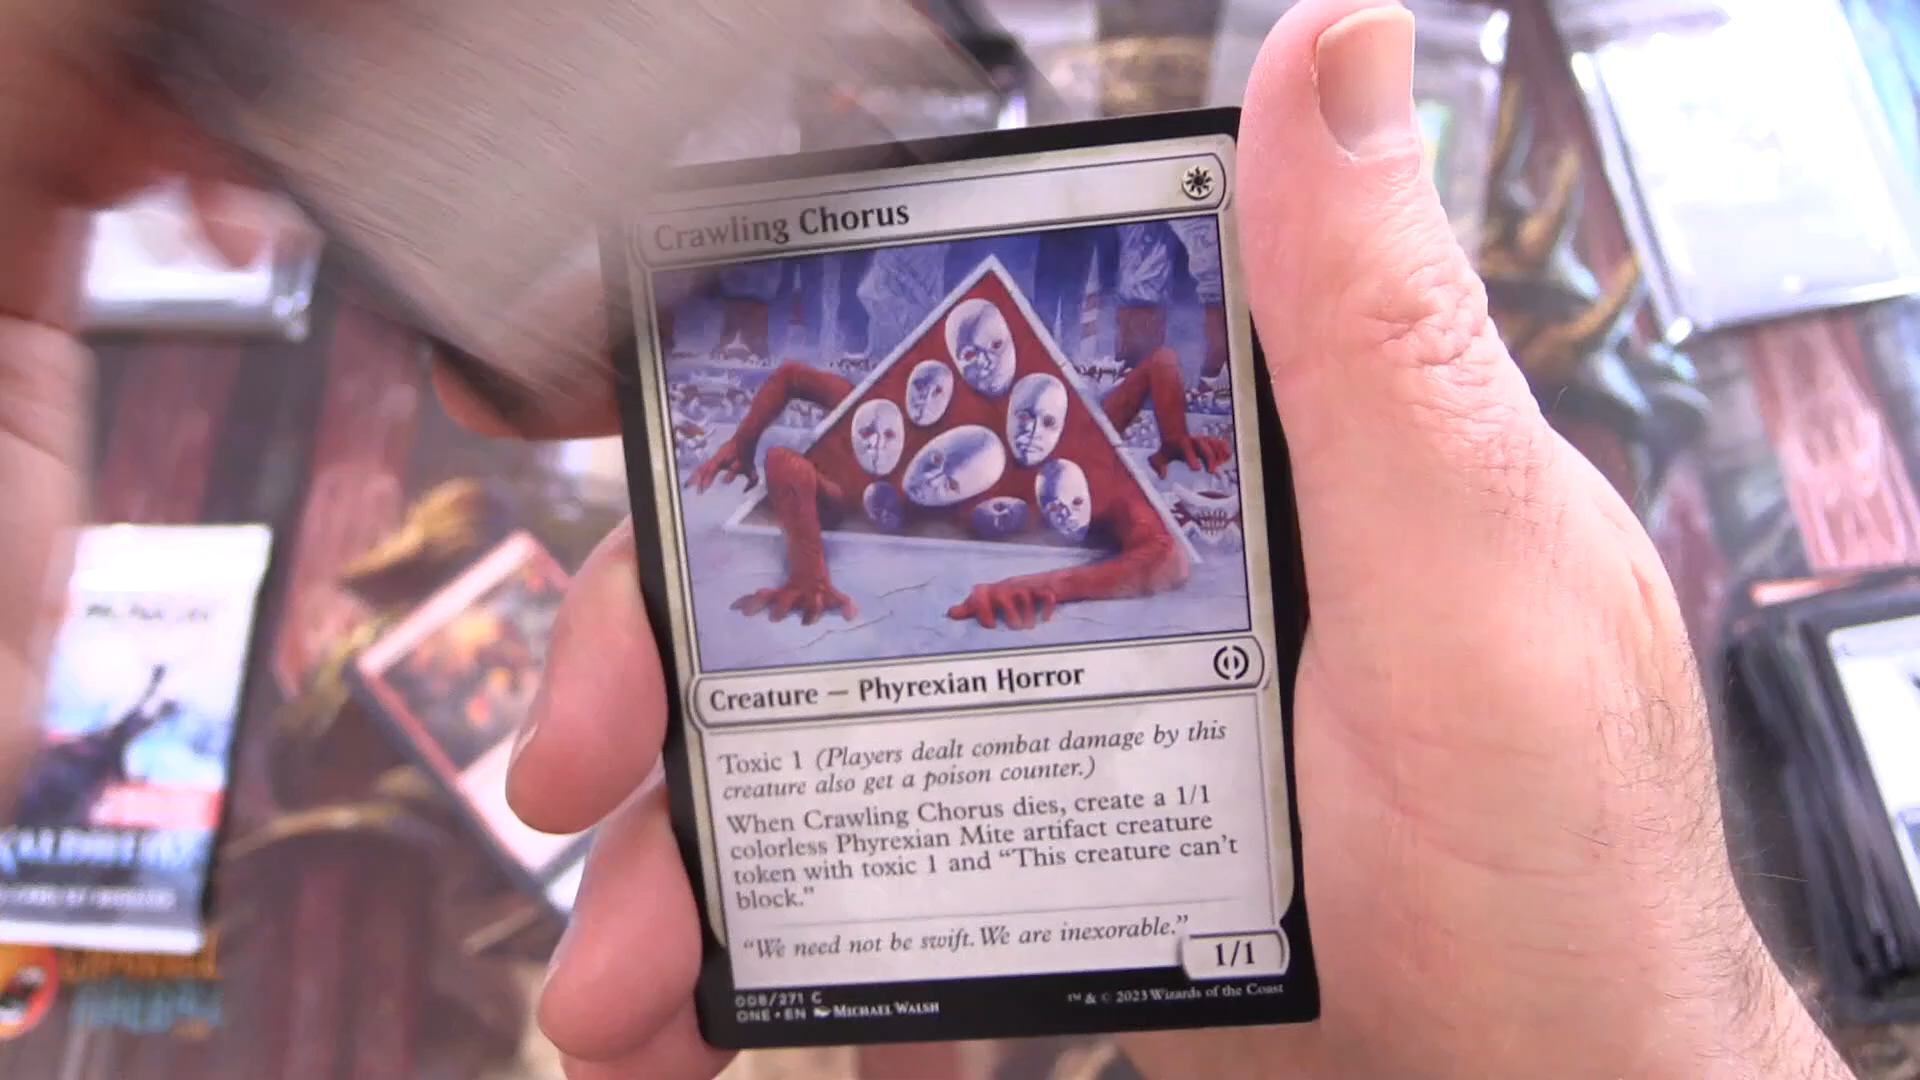 Crawling Chorus
Creature — Phyrexian Horror
Toxic 1 (Players dealt combat damage by this
creature also get a poison counter.)
When Crawling Chorus dies, create a 1/1
colorless Phyrexian Mite artifact creature
token with toxic 1 and “This creature can’t
block.”
“We need not be swift. We are inexorable.”
1/1
008/271 C
ONE • EN MICHAEL WALSH
™ & © 2023 Wizards of the Coast